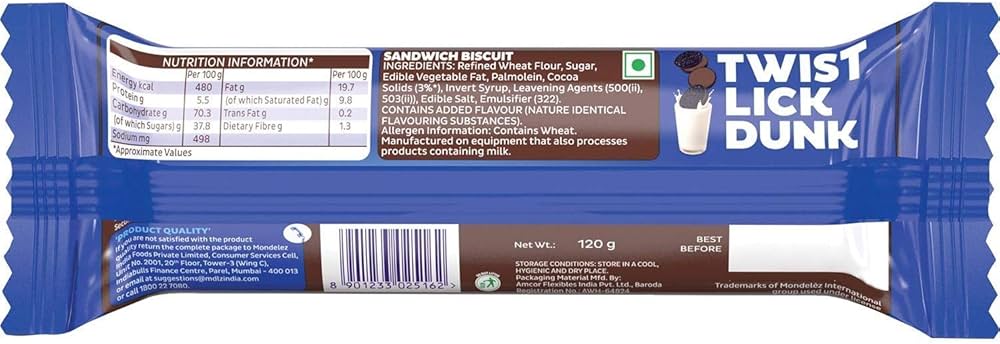 NUTRITION INFORMATION*
Per 100 g Per 100 g
Energy kcal 480 Fat g 19.7
Protein g 5.5 (of which Saturated Fat) g 9.8
Carbohydrate g 70.3 Trans Fat g 0.2
(of which Sugars) g 37.8 Dietary Fibre g 1.3
Sodium mg 498
*Approximate Values
SANDWICH BISCUIT
INGREDIENTS: Refined Wheat Flour, Sugar,
Edible Vegetable Fat, Palmolein, Cocoa
Solids (3%*), Invert Syrup, Leavening Agents (500(ii),
503(ii)), Edible Salt, Emulsifier (322).
CONTAINS ADDED FLAVOUR (NATURE IDENTICAL
FLAVOURING SUBSTANCES).
Allergen Information: Contains Wheat.
Manufactured on equipment that also processes
products containing milk.
TWIST
LICK
DUNK
'PRODUCT QUALITY'
If you are not satisfied with the product
quality return the complete package to Mondelez
India Foods Private Limited, Consumer Services Cell,
Unit No. 2001, 20th Floor, Tower-3 (Wing C),
Indiabulls Finance Centre, Parel, Mumbai - 400 013
or email at suggestions@mdlzindia.com
or call 1800 22 7080.
8 901233 025162 >
Net Wt.: 120 g
STORAGE CONDITIONS: STORE IN A COOL,
HYGIENIC AND DRY PLACE.
Packaging Material Mfd. By:
Amcor Flexibles India Pvt. Ltd., Baroda
Registration No.: AWH-64824
BEST
BEFORE
Trademarks of Mondelēz International
group used under license